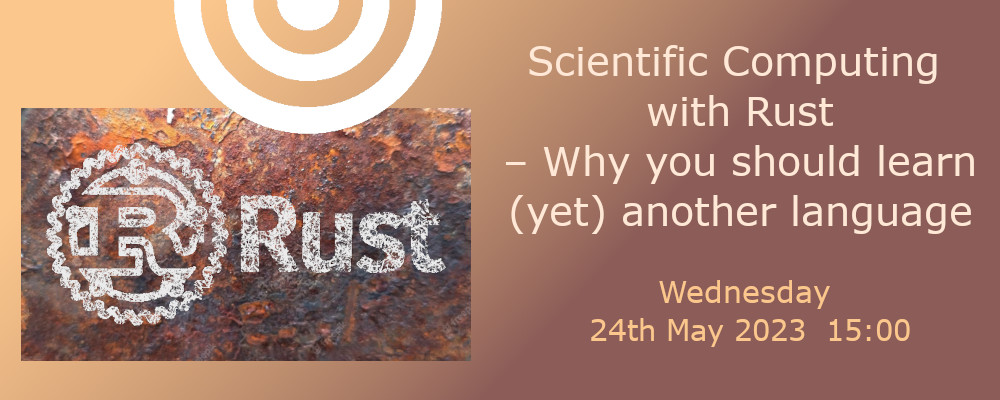 R Rust
Scientific Computing
with Rust
– Why you should learn
(yet) another language
Wednesday
24th May 2023 15:00